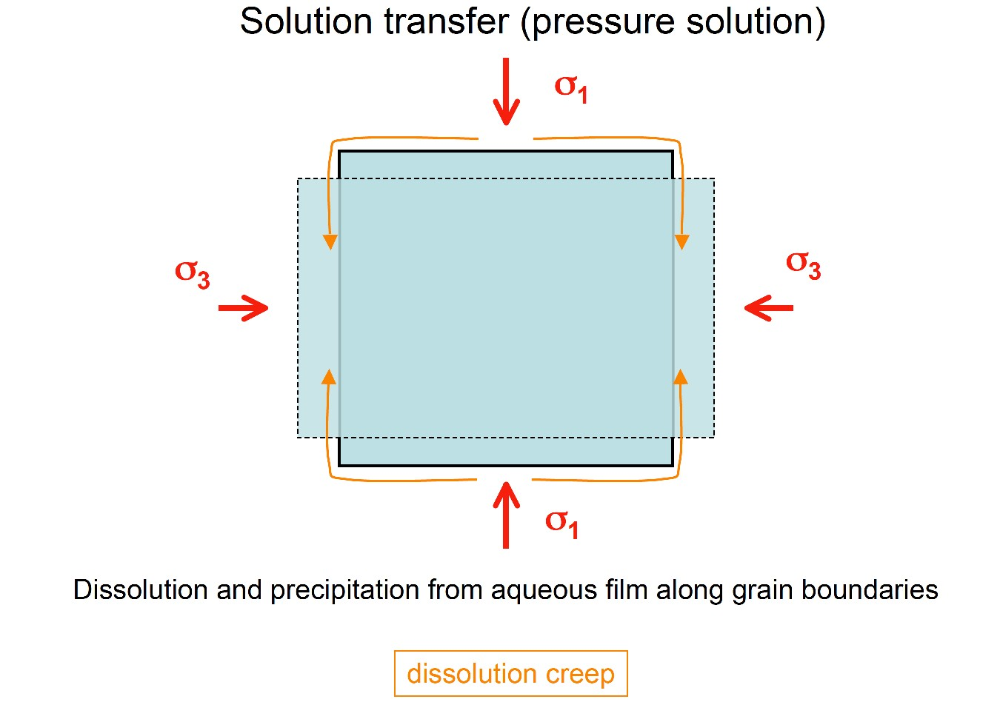 Solution transfer (pressure solution)
σ1
σ3
σ3
σ1
Dissolution and precipitation from aqueous film along grain boundaries
dissolution creep